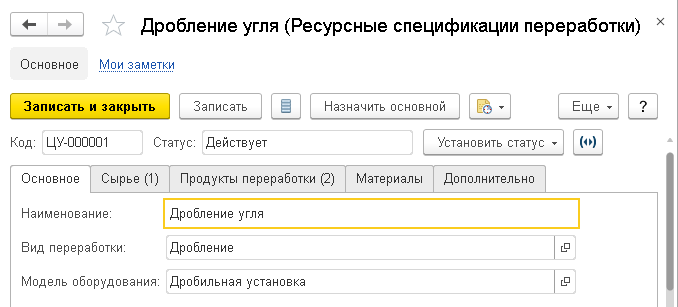 Дробление угля (Ресурсные спецификации переработки)
Основное Мои заметки
Записать и закрыть Записать Назначить основной Еще ?
Код: ЦУ-000001 Статус: Действует Установить статус
Основное Сырье (1) Продукты переработки (2) Материалы Дополнительно
Наименование: Дробление угля
Вид переработки: Дробление
Модель оборудования: Дробильная установка